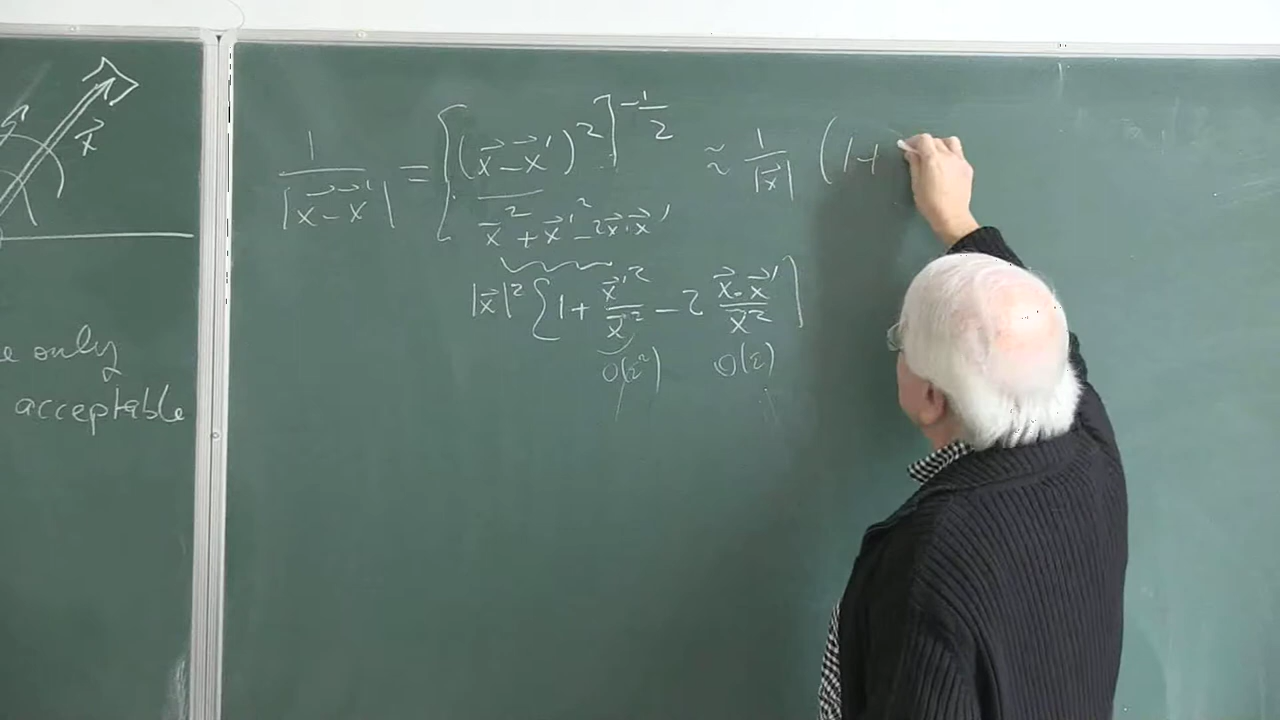 x⃗
e only
acceptable
1/|x⃗ - x⃗'| = [(x⃗ - x⃗')²]^{-1/2} ≈ 1/|x⃗| (1 +
x⃗² + x⃗'² - 2x⃗·x⃗'
|x⃗|² {1 + x⃗'²/x⃗² - 2 x⃗·x⃗'/x⃗²]
O(ε²) O(ε)